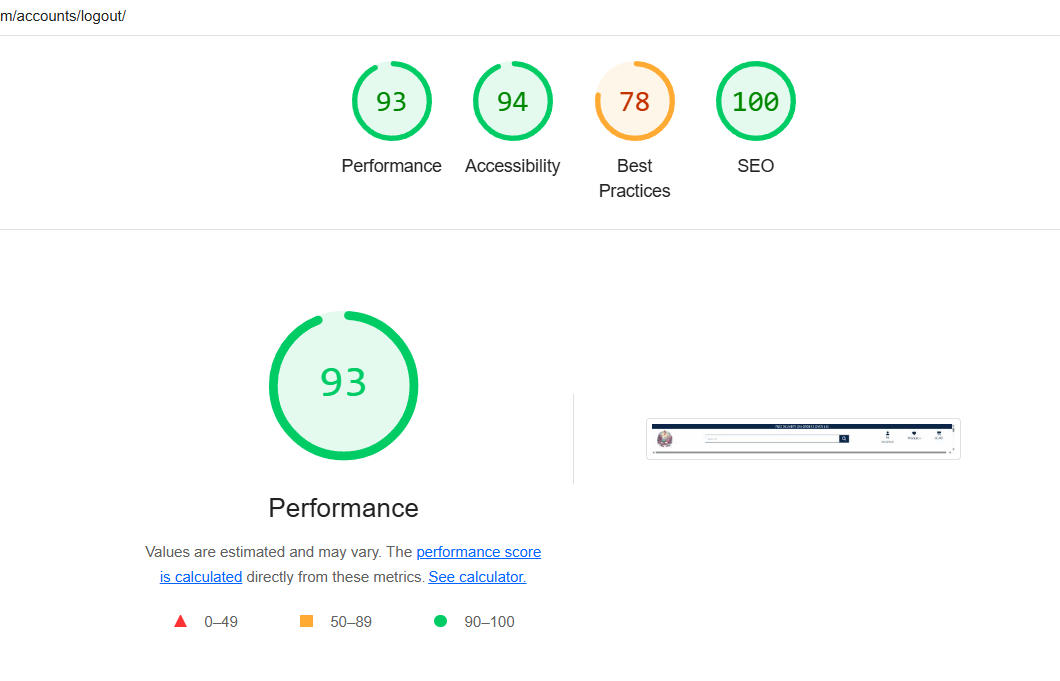 m/accounts/logout/
93
94
78
100
Performance
Accessibility
Best
Practices
SEO
93
Performance
Values are estimated and may vary. The performance score
is calculated directly from these metrics. See calculator.
0–49
50–89
90–100